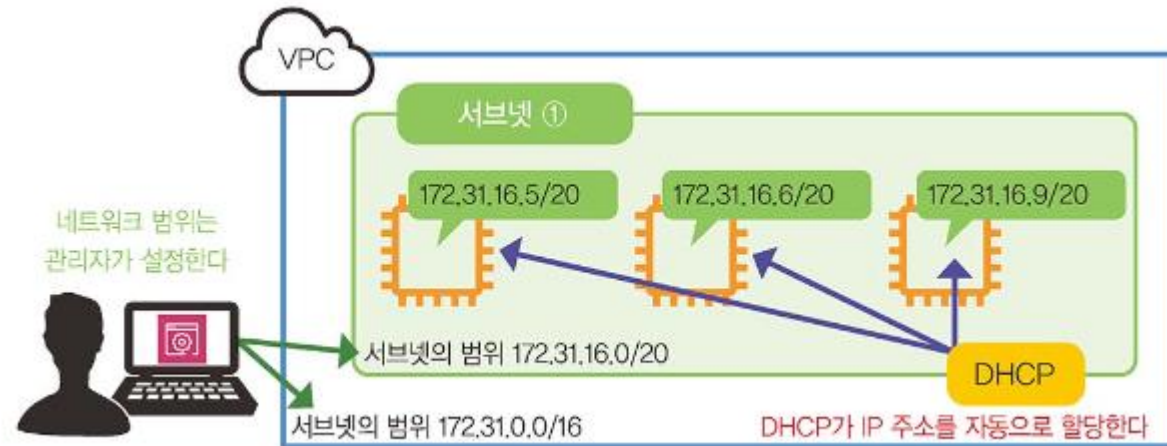 VPC
서브넷 ①
172.31.16.5/20
172.31.16.6/20
172.31.16.9/20
네트워크 범위는
관리자가 설정한다
서브넷의 범위 172.31.16.0/20
DHCP
서브넷의 범위 172.31.0.0/16
DHCP가 IP 주소를 자동으로 할당한다